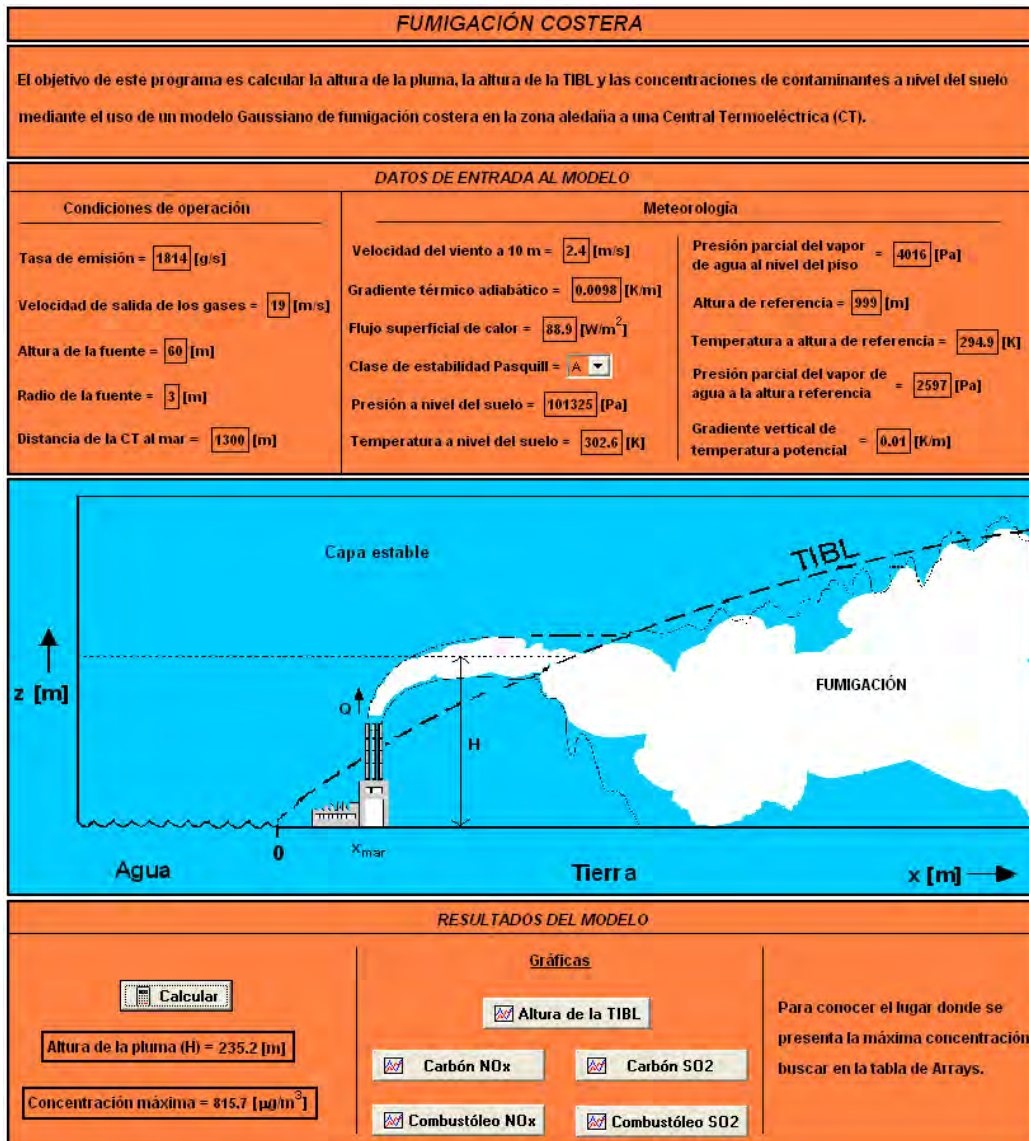 FUMIGACIÓN COSTERA
El objetivo de este programa es calcular la altura de la pluma, la altura de la TIBL y las concentraciones de contaminantes a nivel del suelo
mediante el uso de un modelo Gaussiano de fumigación costera en la zona aledaña a una Central Termoeléctrica (CT).
DATOS DE ENTRADA AL MODELO
Condiciones de operación
Tasa de emisión = 1814 [g/s]
Velocidad de salida de los gases = 19 [m/s]
Altura de la fuente = 60 [m]
Radio de la fuente = 3 [m]
Distancia de la CT al mar = 1300 [m]
Meteorología
Velocidad del viento a 10 m = 2.4 [m/s]
Gradiente térmico adiabático = 0.0098 [K/m]
Flujo superficial de calor = 88.9 [W/m²]
Clase de estabilidad Pasquill = A
Presión a nivel del suelo = 101325 [Pa]
Temperatura a nivel del suelo = 302.6 [K]
Presión parcial del vapor
de agua al nivel del piso = 4016 [Pa]
Altura de referencia = 999 [m]
Temperatura a altura de referencia = 294.9 [K]
Presión parcial del vapor de
agua a la altura referencia = 2597 [Pa]
Gradiente vertical de
temperatura potencial = 0.01 [K/m]
Capa estable
TIBL
z [m]
Q
H
FUMIGACIÓN
0
x_mar
Agua
Tierra
x [m]
RESULTADOS DEL MODELO
Calcular
Altura de la pluma (H) = 235.2 [m]
Concentración máxima = 815.7 [µg/m³]
Gráficas
Altura de la TIBL
Carbón NOx
Carbón SO2
Combustóleo NOx
Combustóleo SO2
Para conocer el lugar donde se
presenta la máxima concentración
buscar en la tabla de Arrays.